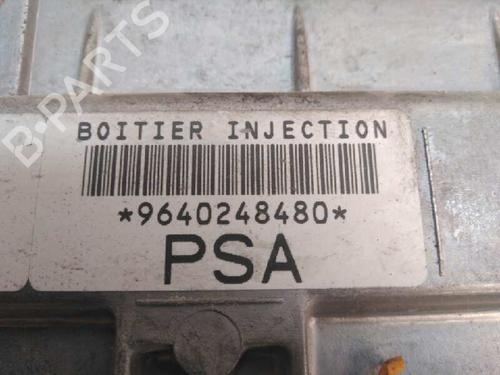 B-PARTS
BOITIER INJECTION
*9640248480*
PSA